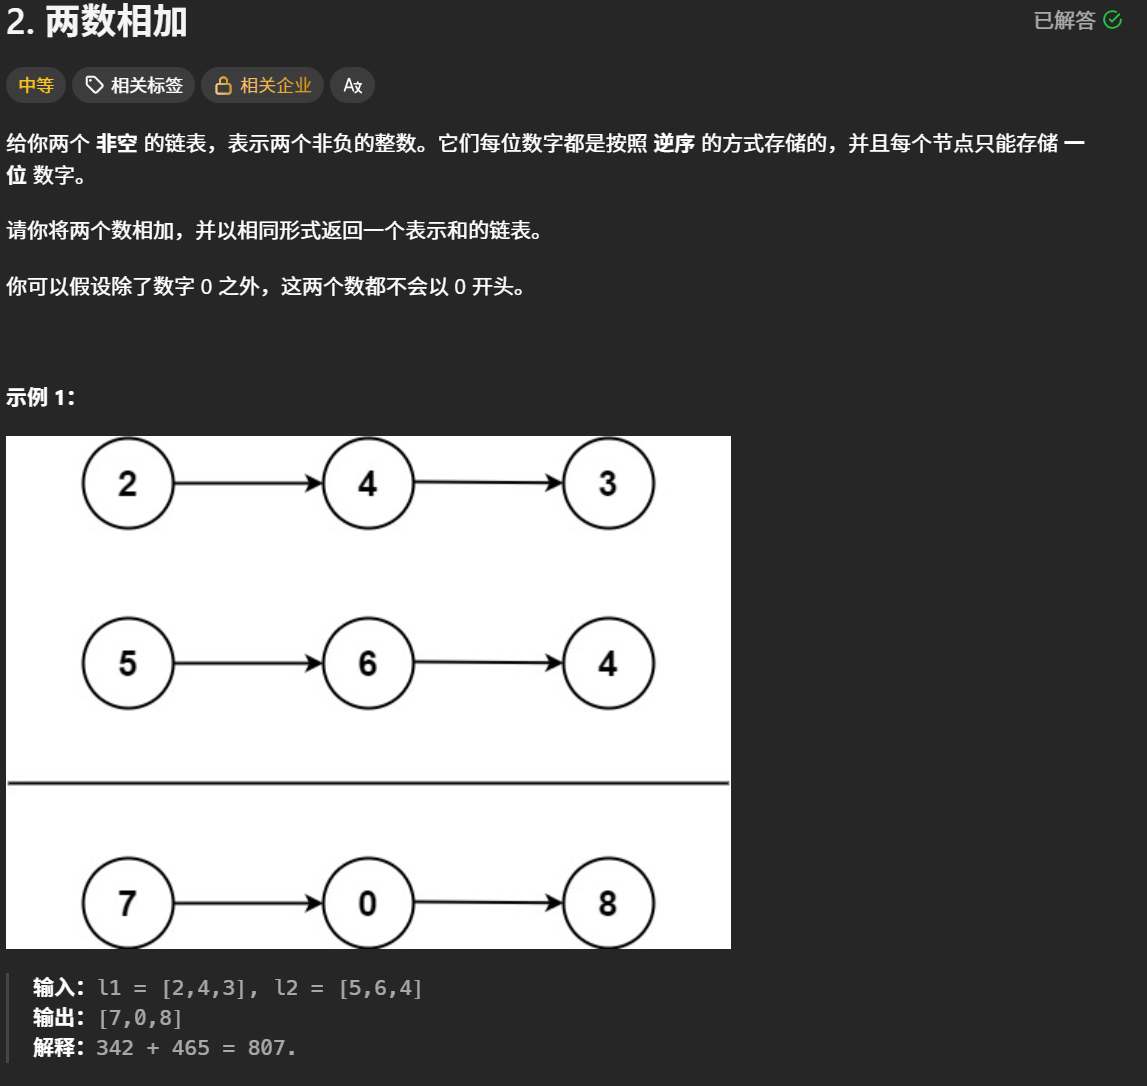 2. 两数相加
已解答
中等
相关标签
相关企业
给你两个 非空 的链表，表示两个非负的整数。它们每位数字都是按照 逆序 的方式存储的，并且每个节点只能存储 一
位 数字。
请你将两个数相加，并以相同形式返回一个表示和的链表。
你可以假设除了数字 0 之外，这两个数都不会以 0 开头。
示例 1：
2 4 3
5 6 4
7 0 8
输入：l1 = [2,4,3], l2 = [5,6,4]
输出：[7,0,8]
解释：342 + 465 = 807.